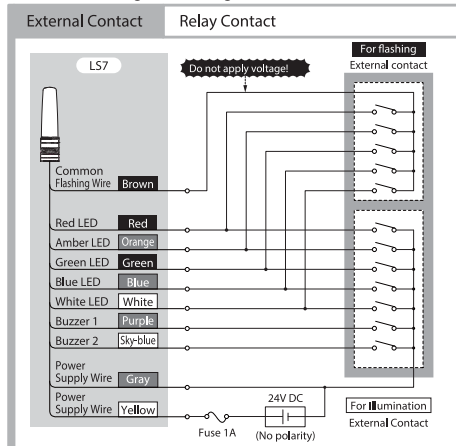 External Contact Relay Contact
For flashing
External contact
LS7
Do not apply voltage!
Common
Flashing Wire Brown
Red LED Red
Amber LED Orange
Green LED Green
Blue LED Blue
White LED White
Buzzer 1 Purple
Buzzer 2 Sky-blue
Power
Supply Wire Gray
Power
Supply Wire Yellow
Fuse 1A
24V DC
(No polarity)
For Illumination
External Contact